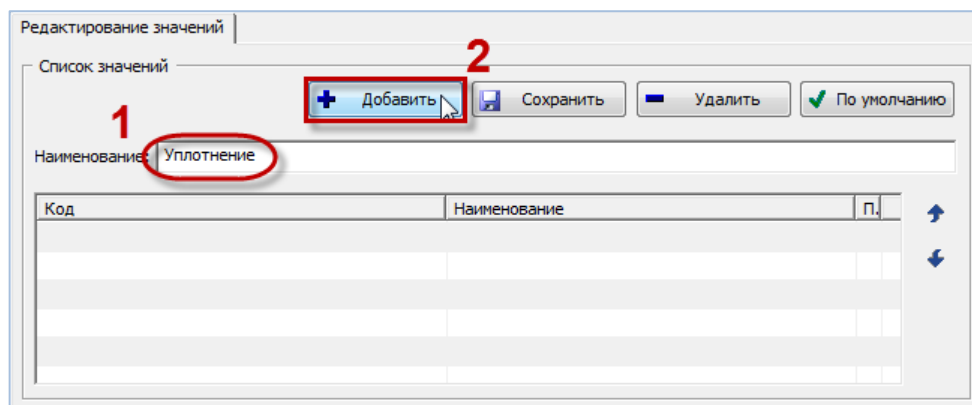 Редактирование значений
Список значений
2
Добавить Сохранить Удалить По умолчанию
1
Наименование: Уплотнение
Код Наименование П.